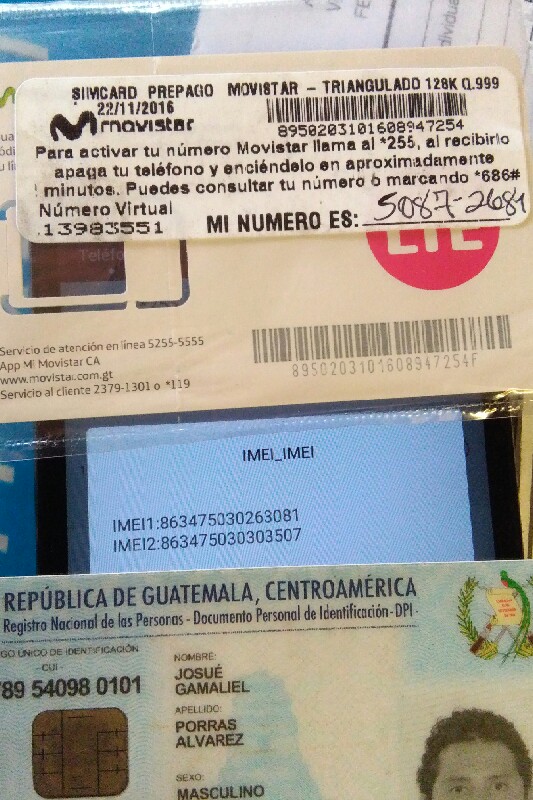 SIMCARD PREPAGO MOVISTAR - TRIANGULADO 128K Q.999
22/11/2016
movistar
8950203101608947254
Para activar tu número Movistar llama al *255, al recibirlo
apaga tu teléfono y enciéndelo en aproximadamente
minutos. Puedes consultar tu número o marcando *686#
Número Virtual
13983551
MI NUMERO ES: 5087-2681
LTE
Teléfo
Servicio de atención en línea 5255-5555
App Mi Movistar CA
www.movistar.com.gt
Servicio al cliente 2379-1301 o *119
8950203101608947254F
IMEI_IMEI
IMEI1:863475030263081
IMEI2:863475030303507
REPÚBLICA DE GUATEMALA, CENTROAMÉRICA
Registro Nacional de las Personas - Documento Personal de Identificación - DPI -
GO ÚNICO DE IDENTIFICACIÓN
- CUI -
789 54098 0101
NOMBRE:
JOSUÉ
GAMALIEL
APELLIDO:
PORRAS
ALVAREZ
SEXO:
MASCULINO